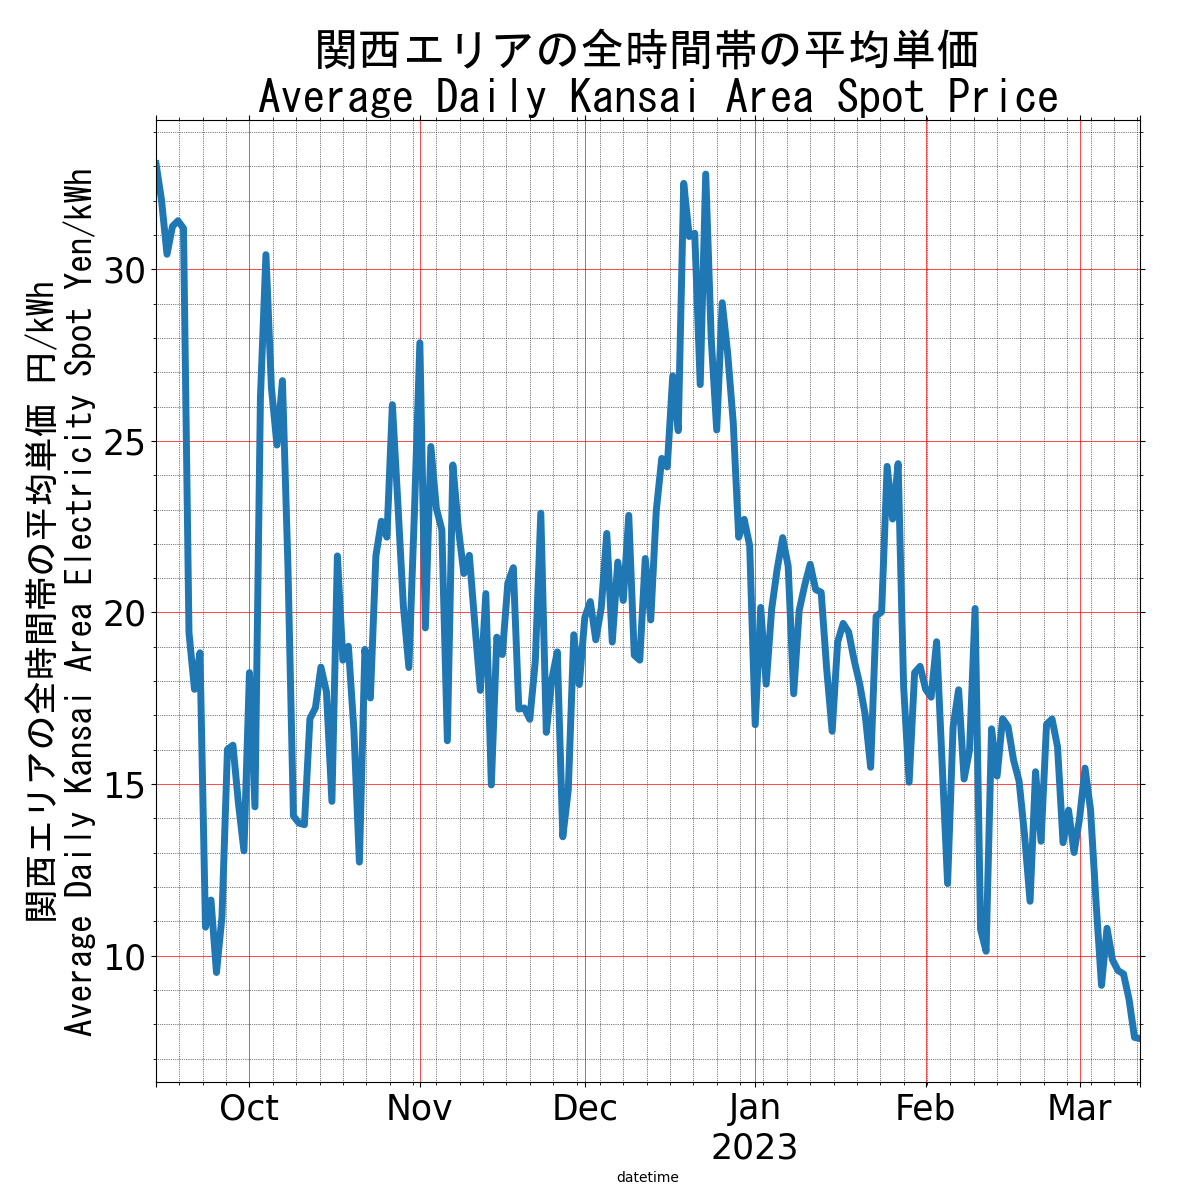 関西エリアの全時間帯の平均単価
Average Daily Kansai Area Spot Price
関西エリアの全時間帯の平均単価 円/kWh
Average Daily Kansai Area Electricity Spot Yen/kWh
30
25
20
15
10
Oct
Nov
Dec
Jan
2023
Feb
Mar
datetime